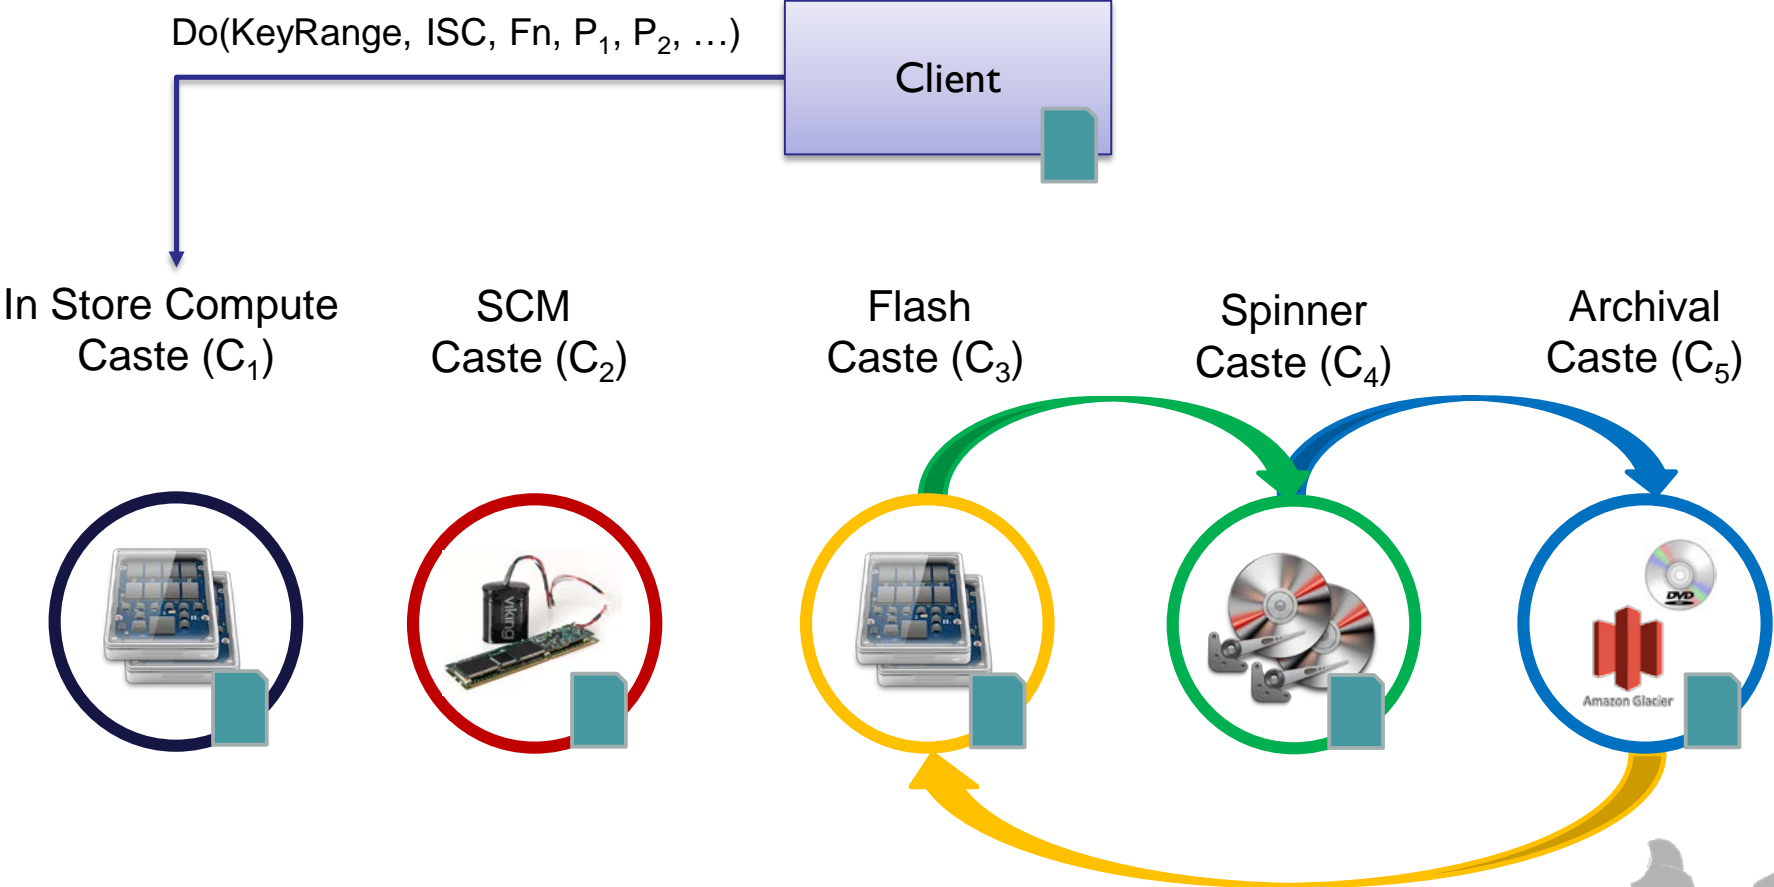 Do(KeyRange, ISC, Fn, P1, P2, …)
Client
In Store Compute
Caste (C1)
SCM
Caste (C2)
Flash
Caste (C3)
Spinner
Caste (C4)
Archival
Caste (C5)
Viking
DVD
Amazon Glacier